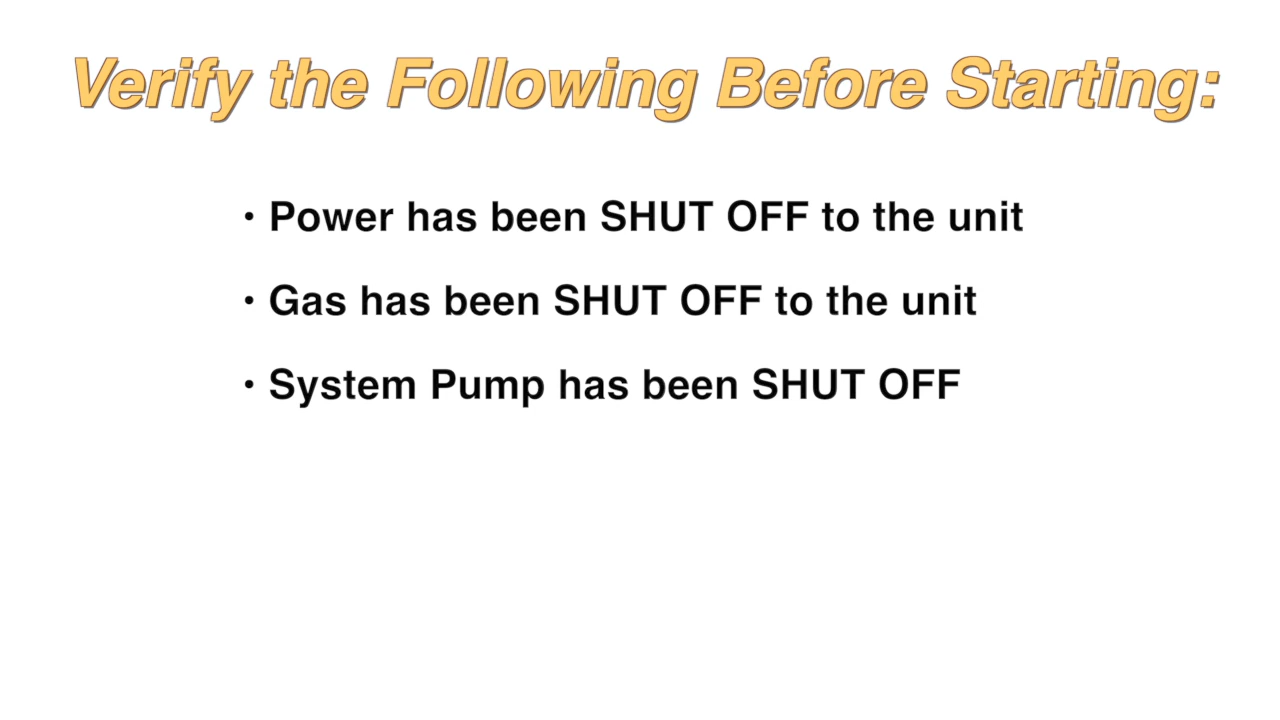 Verify the Following Before Starting:
• Power has been SHUT OFF to the unit
• Gas has been SHUT OFF to the unit
• System Pump has been SHUT OFF